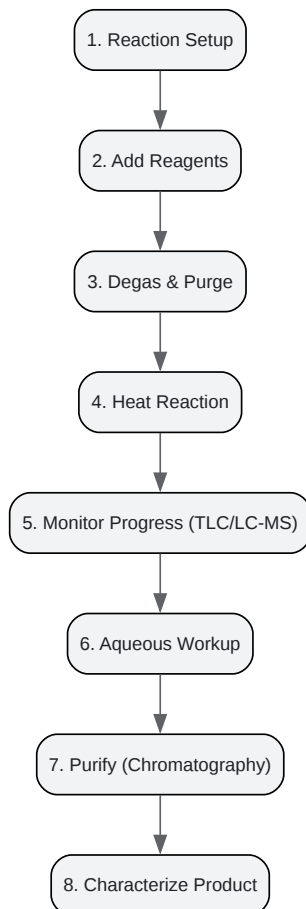 1. Reaction Setup
2. Add Reagents
3. Degas & Purge
4. Heat Reaction
5. Monitor Progress (TLC/LC-MS)
6. Aqueous Workup
7. Purify (Chromatography)
8. Characterize Product